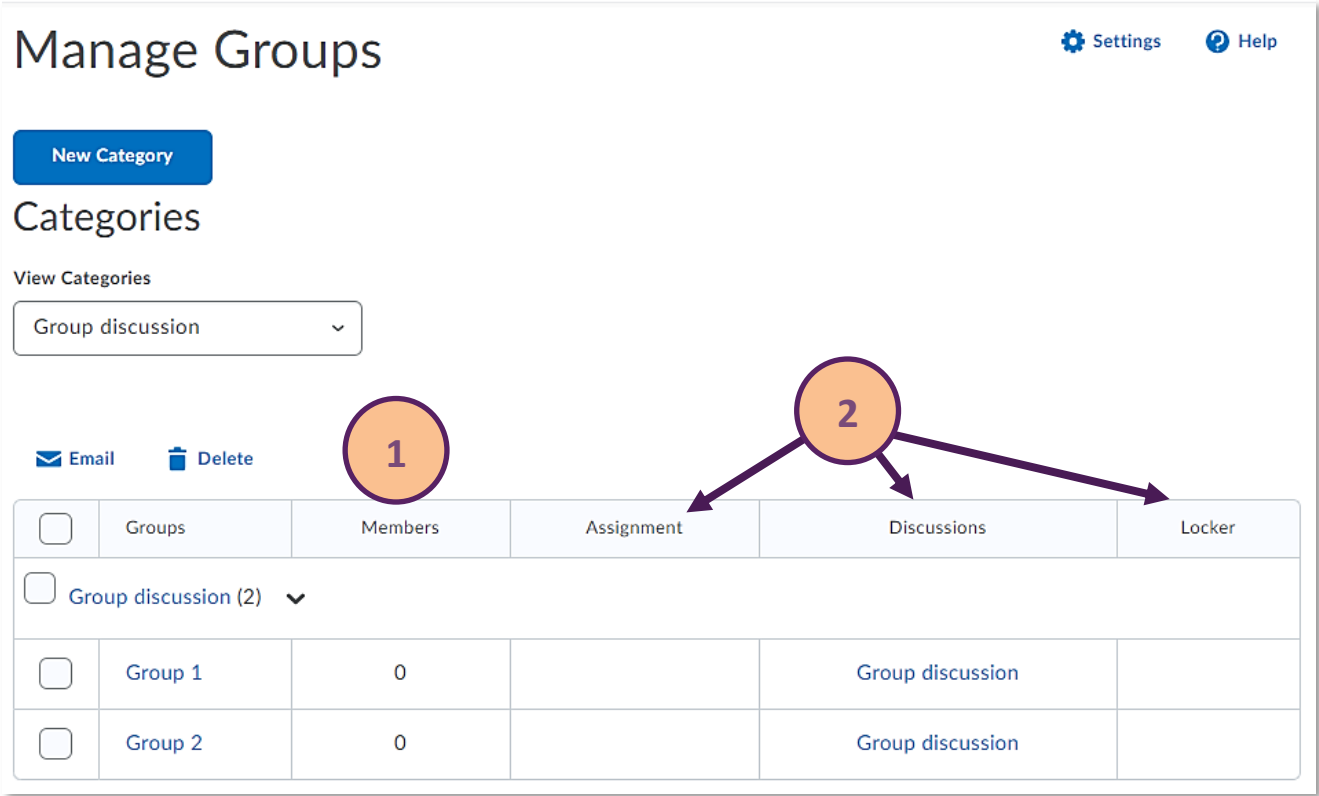 Manage Groups
Settings
Help
New Category
Categories
View Categories
Group discussion
1
2
Email
Delete
Groups Members Assignment Discussions Locker
Group discussion (2)
Group 1 0 Group discussion
Group 2 0 Group discussion